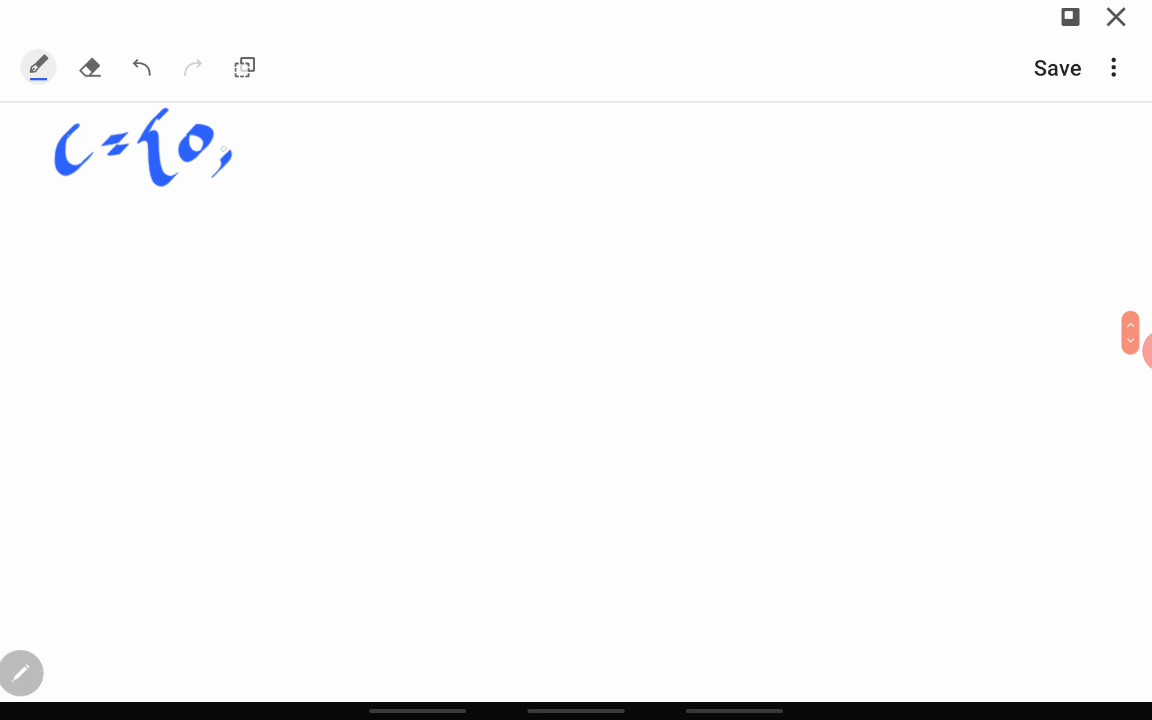 Save
C = {0,